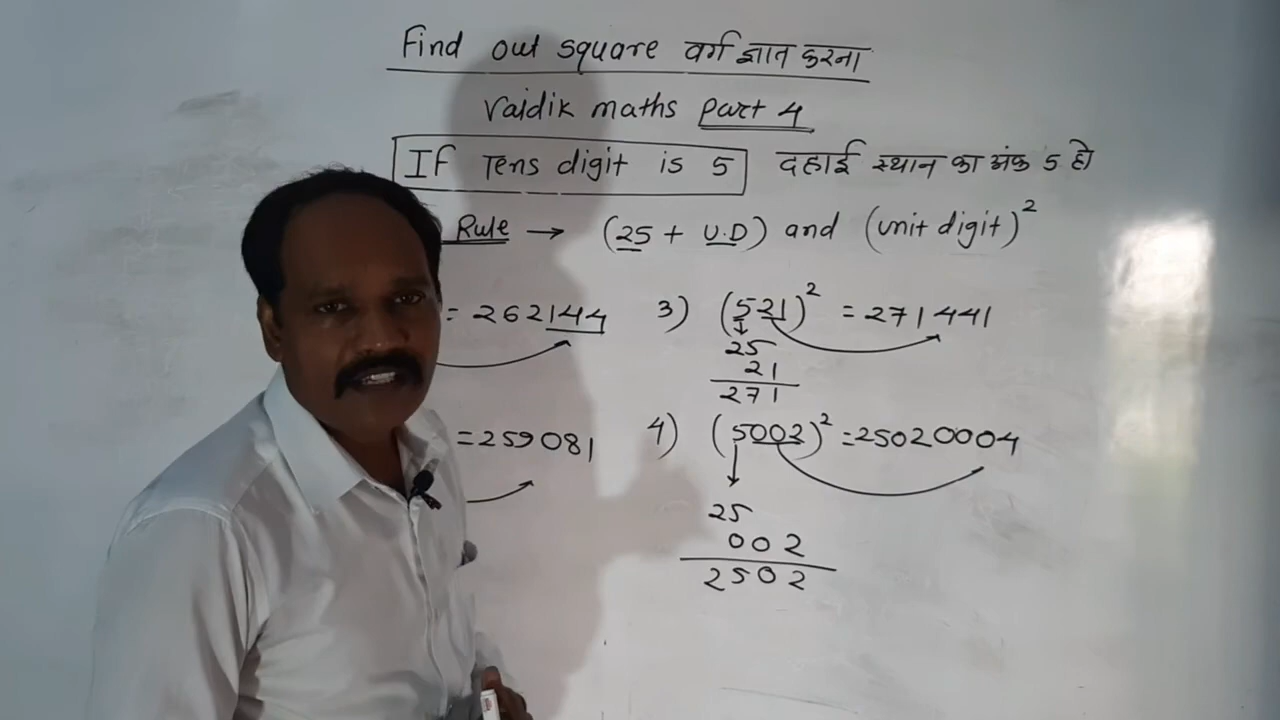 Find out square वर्ग ज्ञात करना
Vaidik maths Part 4
If Tens digit is 5 दहाई स्थान का अंक 5 हो
Rule → (25 + U.D) and (unit digit)²
= 262144 3) (521)² = 271441
25
21
271
= 259081 4) (5002)² = 25020004
25
002
2502